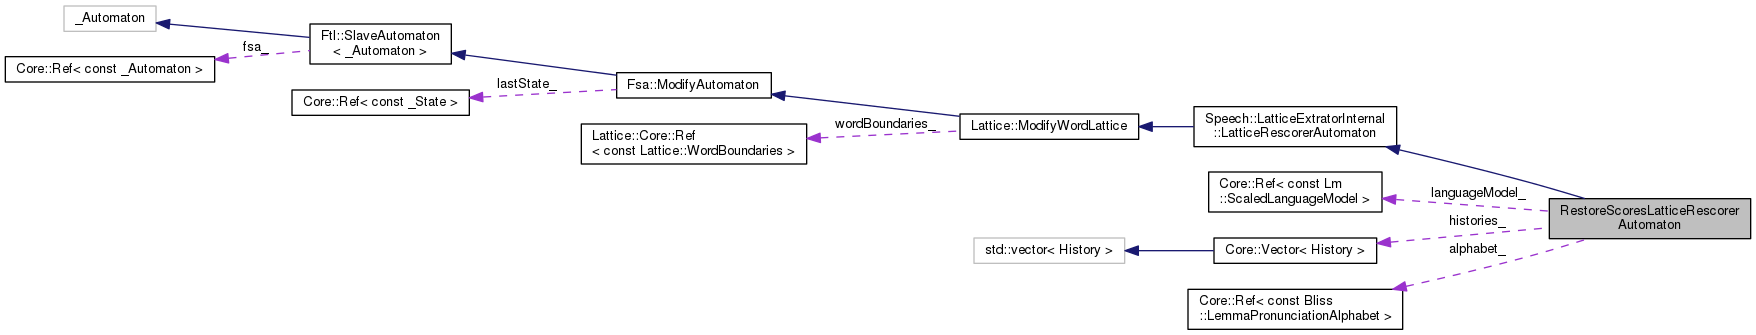 _Automaton
Ftl::SlaveAutomaton
< _Automaton >
fsa_
Core::Ref< const _Automaton >
Fsa::ModifyAutomaton
lastState_
Core::Ref< const _State >
Lattice::ModifyWordLattice
wordBoundaries_
Lattice::Core::Ref
< const Lattice::WordBoundaries >
Speech::LatticeExtratorInternal
::LatticeRescorerAutomaton
Core::Ref< const Lm
::ScaledLanguageModel >
languageModel_
RestoreScoresLatticeRescorer
Automaton
histories_
std::vector< History >
Core::Vector< History >
alphabet_
Core::Ref< const Bliss
::LemmaPronunciationAlphabet >